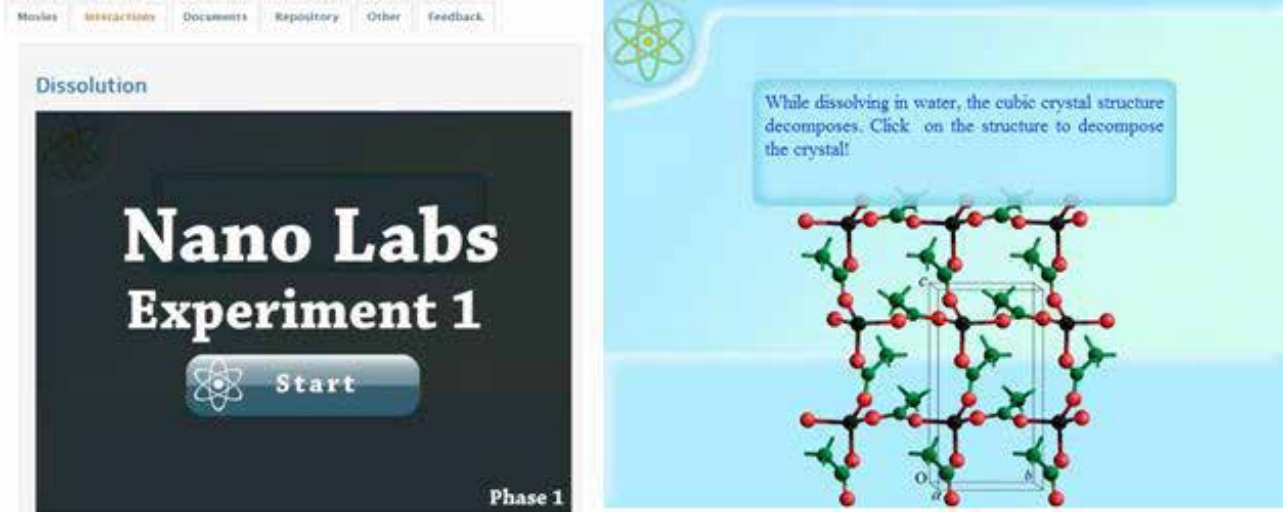 Movies Interactions Documents Repository Other Feedback
Dissolution
Nano Labs
Experiment 1
Start
Phase 1
While dissolving in water, the cubic crystal structure
decomposes. Click on the structure to decompose
the crystal!
c
O
a
b